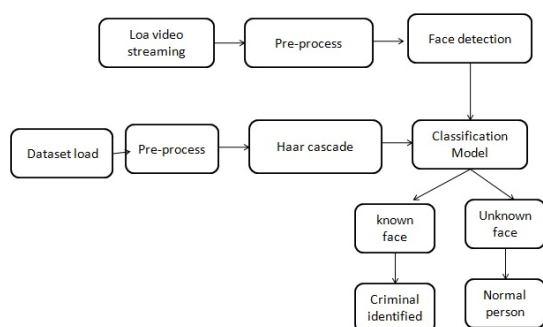 Loa video
streaming
Pre-process
Face detection
Dataset load
Pre-process
Haar cascade
Classification
Model
known
face
Unknown
face
Criminal
identified
Normal
person